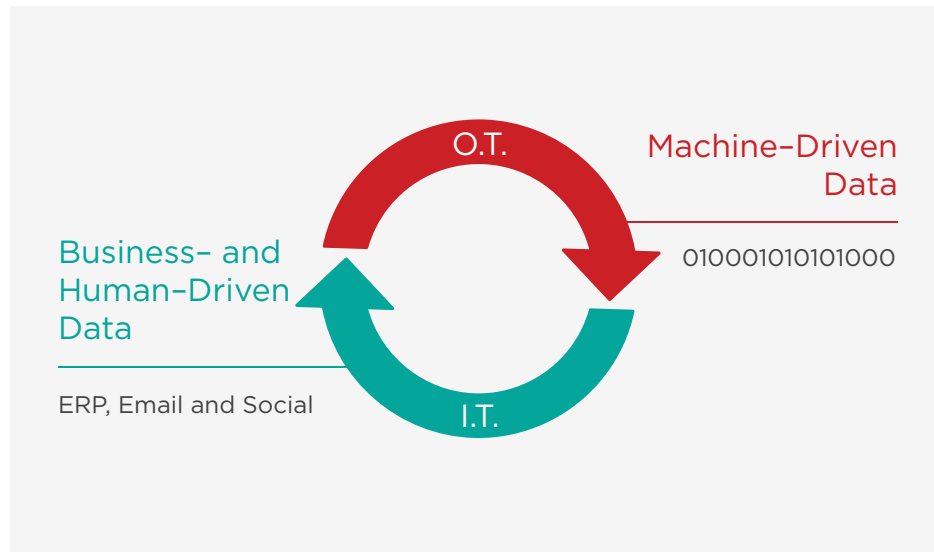 O.T.
Machine–Driven
Data
010001010101000
Business– and
Human–Driven
Data
ERP, Email and Social
I.T.